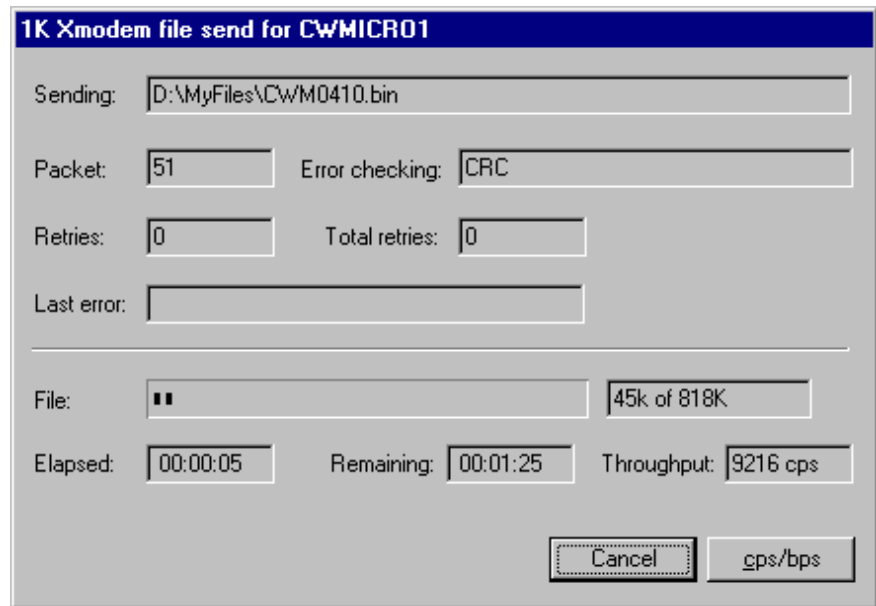 1K Xmodem file send for CWMICRO1
Sending: D:\MyFiles\CWM0410.bin
Packet: 51 Error checking: CRC
Retries: 0 Total retries: 0
Last error:
File: 45k of 818K
Elapsed: 00:00:05 Remaining: 00:01:25 Throughput: 9216 cps
Cancel cps/bps